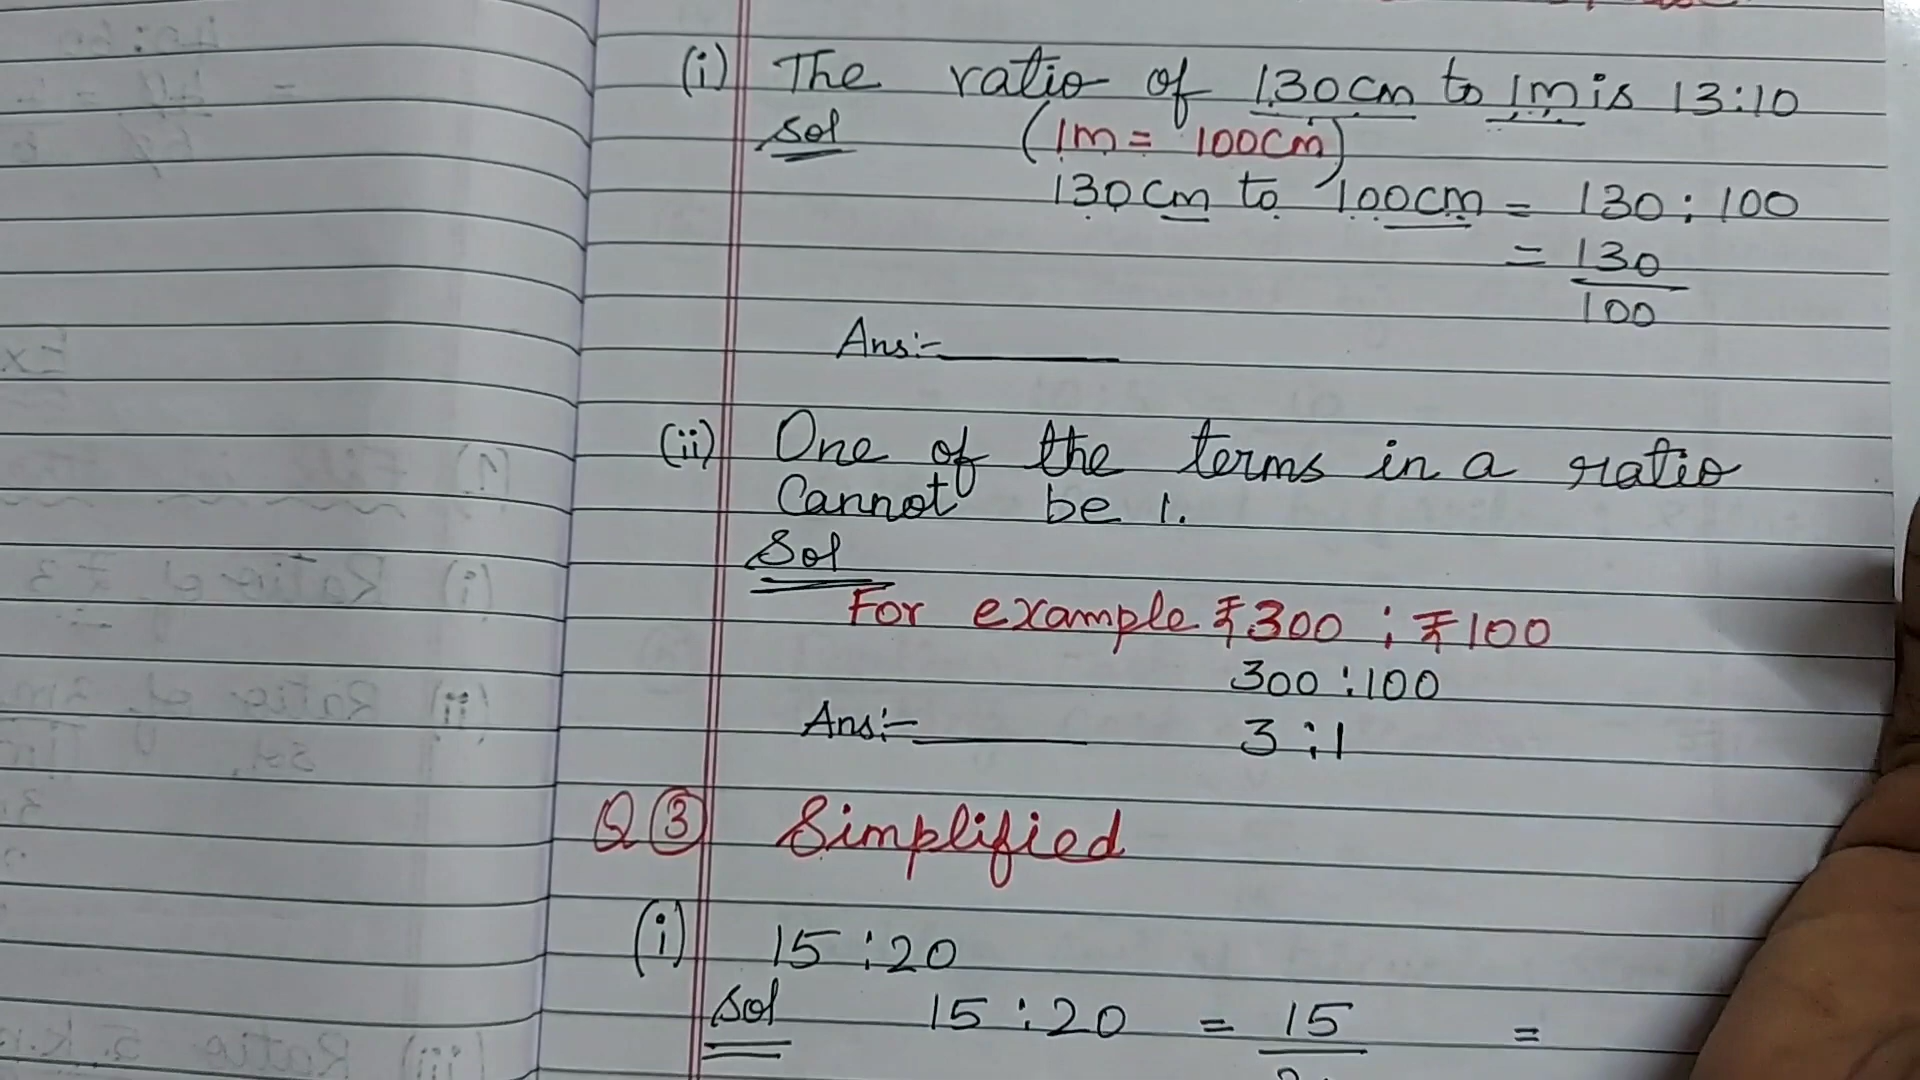 (i) The ratio of 130cm to 1m is 13:10
Sol (1m = 100cm)
130cm to 100cm = 130 : 100
= 130
100
Ans:-
(ii) One of the terms in a ratio
Cannot be 1.
Sol
For example ₹300 : ₹100
300 : 100
Ans:- 3 : 1
Q 3 Simplified
(i) 15 : 20
Sol 15 : 20 = 15 =